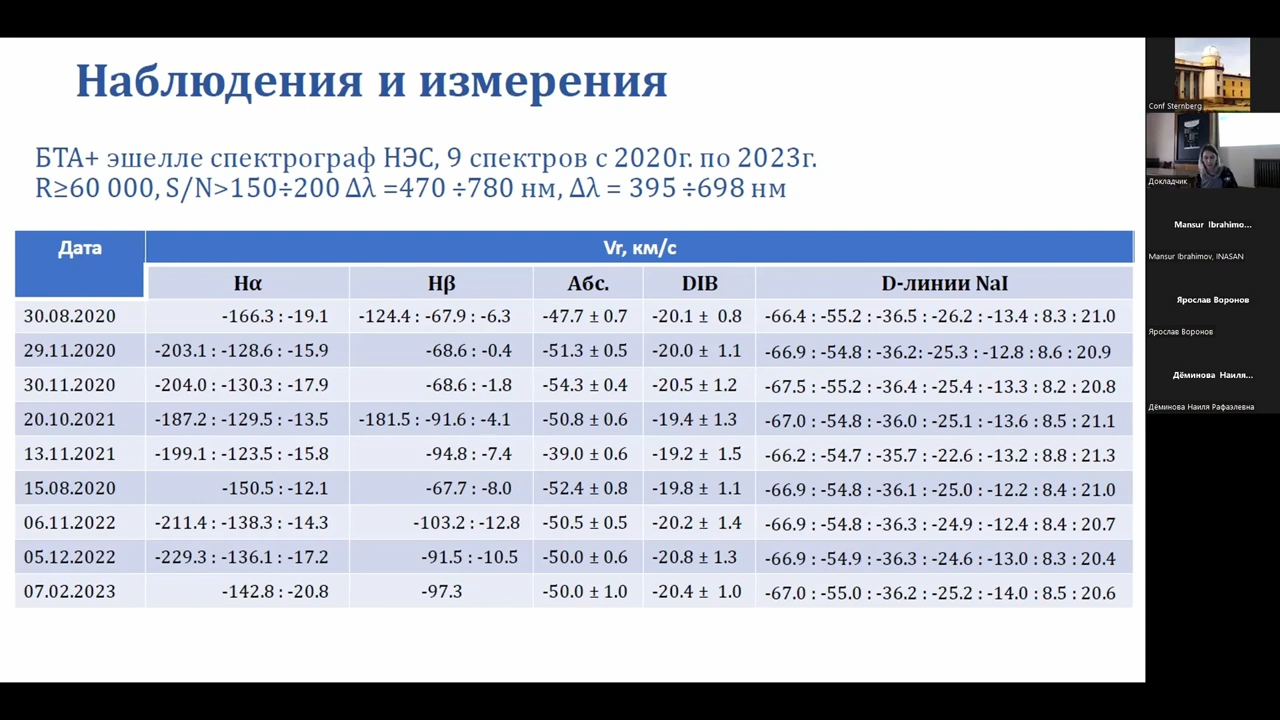 Наблюдения и измерения
БТА+ эшелле спектрограф НЭС, 9 спектров с 2020г. по 2023г.
R≥60 000, S/N>150÷200 Δλ =470 ÷780 нм, Δλ = 395 ÷698 нм
Дата Vr, км/с
Hα Hβ Абс. DIB D-линии NaI
30.08.2020 -166.3 : -19.1 -124.4 : -67.9 : -6.3 -47.7 ± 0.7 -20.1 ± 0.8 -66.4 : -55.2 : -36.5 : -26.2 : -13.4 : 8.3 : 21.0
29.11.2020 -203.1 : -128.6 : -15.9 -68.6 : -0.4 -51.3 ± 0.5 -20.0 ± 1.1 -66.9 : -54.8 : -36.2: -25.3 : -12.8 : 8.6 : 20.9
30.11.2020 -204.0 : -130.3 : -17.9 -68.6 : -1.8 -54.3 ± 0.4 -20.5 ± 1.2 -67.5 : -55.2 : -36.4 : -25.4 : -13.3 : 8.2 : 20.8
20.10.2021 -187.2 : -129.5 : -13.5 -181.5 : -91.6 : -4.1 -50.8 ± 0.6 -19.4 ± 1.3 -67.0 : -54.8 : -36.0 : -25.1 : -13.6 : 8.5 : 21.1
13.11.2021 -199.1 : -123.5 : -15.8 -94.8 : -7.4 -39.0 ± 0.6 -19.2 ± 1.5 -66.2 : -54.7 : -35.7 : -22.6 : -13.2 : 8.8 : 21.3
15.08.2020 -150.5 : -12.1 -67.7 : -8.0 -52.4 ± 0.8 -19.8 ± 1.1 -66.9 : -54.8 : -36.1 : -25.0 : -12.2 : 8.4 : 21.0
06.11.2022 -211.4 : -138.3 : -14.3 -103.2 : -12.8 -50.5 ± 0.5 -20.2 ± 1.4 -66.9 : -54.8 : -36.3 : -24.9 : -12.4 : 8.4 : 20.7
05.12.2022 -229.3 : -136.1 : -17.2 -91.5 : -10.5 -50.0 ± 0.6 -20.8 ± 1.3 -66.9 : -54.9 : -36.3 : -24.6 : -13.0 : 8.3 : 20.4
07.02.2023 -142.8 : -20.8 -97.3 -50.0 ± 1.0 -20.4 ± 1.0 -67.0 : -55.0 : -36.2 : -25.2 : -14.0 : 8.5 : 20.6
Conf Sternberg
Докладчик
Mansur Ibrahimo...
Mansur Ibrahimov, INASAN
Ярослав Воронов
Ярослав Воронов
Дёминова Наиля...
Дёминова Наиля Рафаэлевна